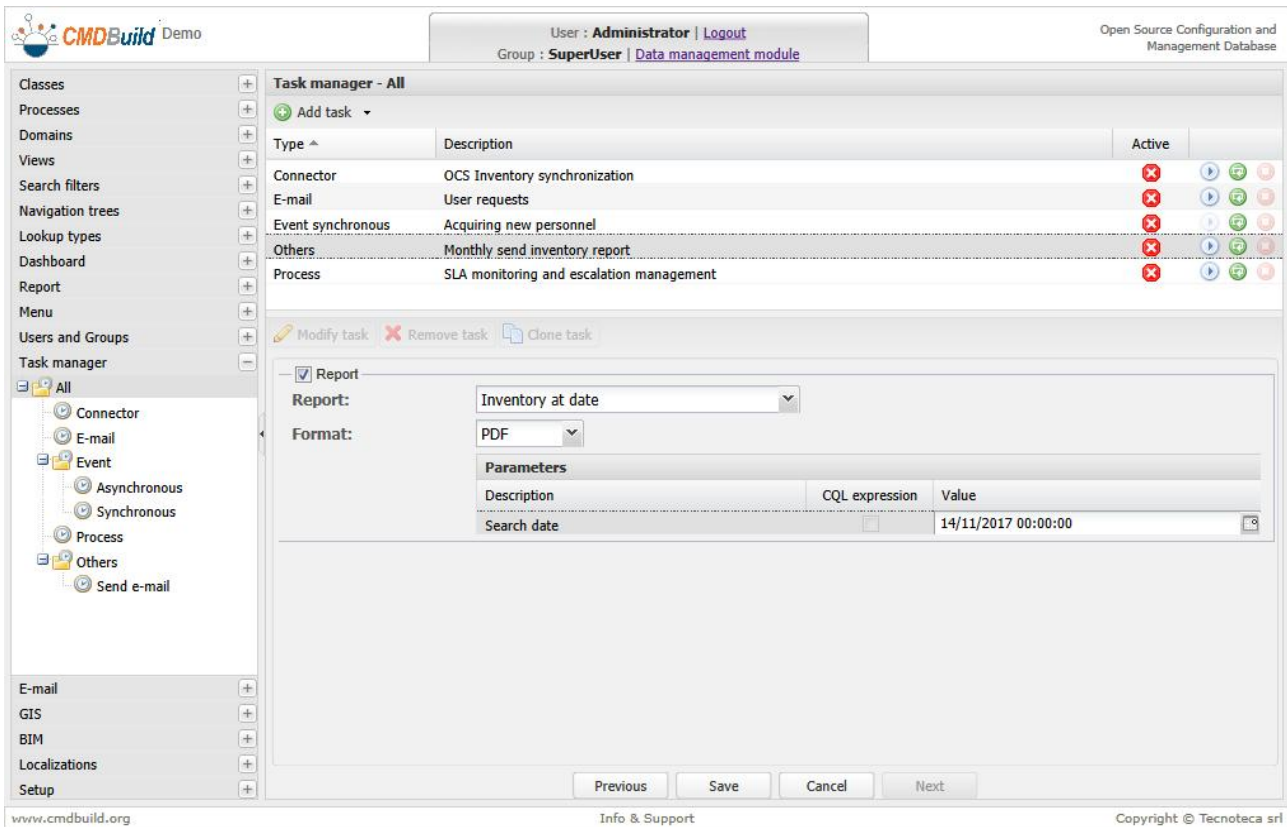 CMDBuild Demo
User : Administrator | Logout
Group : SuperUser | Data management module
Open Source Configuration and
Management Database
Classes
Processes
Domains
Views
Search filters
Navigation trees
Lookup types
Dashboard
Report
Menu
Users and Groups
Task manager
All
Connector
E-mail
Event
Asynchronous
Synchronous
Process
Others
Send e-mail
E-mail
GIS
BIM
Localizations
Setup
Task manager - All
Add task
Type Description Active
Connector OCS Inventory synchronization
E-mail User requests
Event synchronous Acquiring new personnel
Others Monthly send inventory report
Process SLA monitoring and escalation management
Modify task Remove task Clone task
Report
Report: Inventory at date
Format: PDF
Parameters
Description CQL expression Value
Search date 14/11/2017 00:00:00
Previous Save Cancel Next
www.cmdbuild.org Info & Support Copyright © Tecnoteca srl